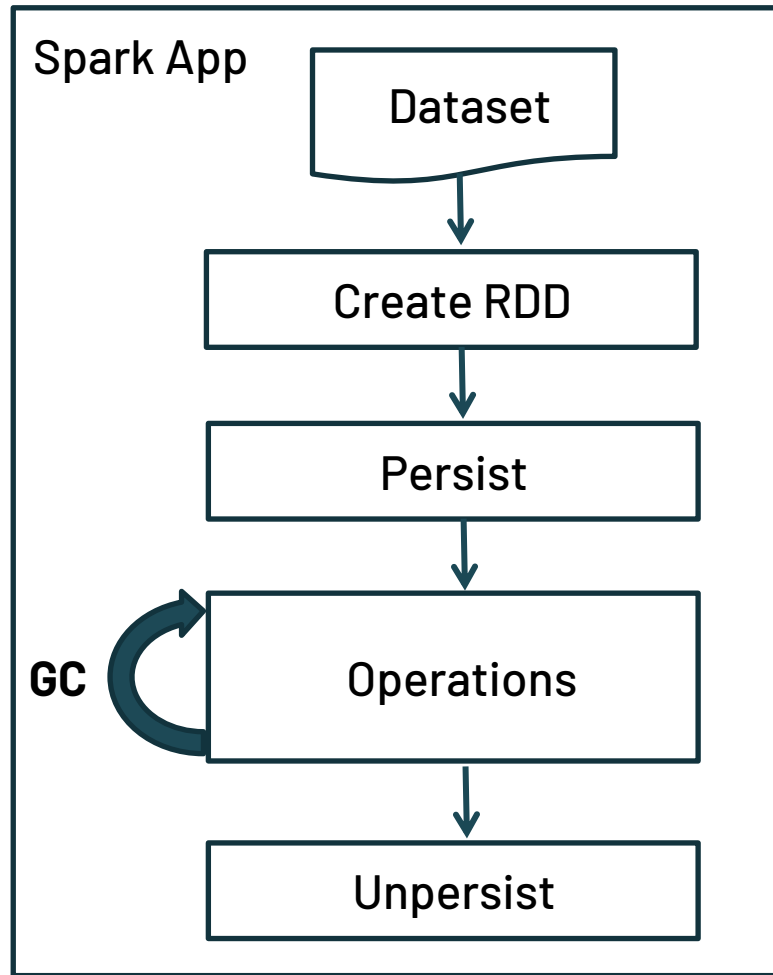 Spark App
Dataset
Create RDD
Persist
GC
Operations
Unpersist